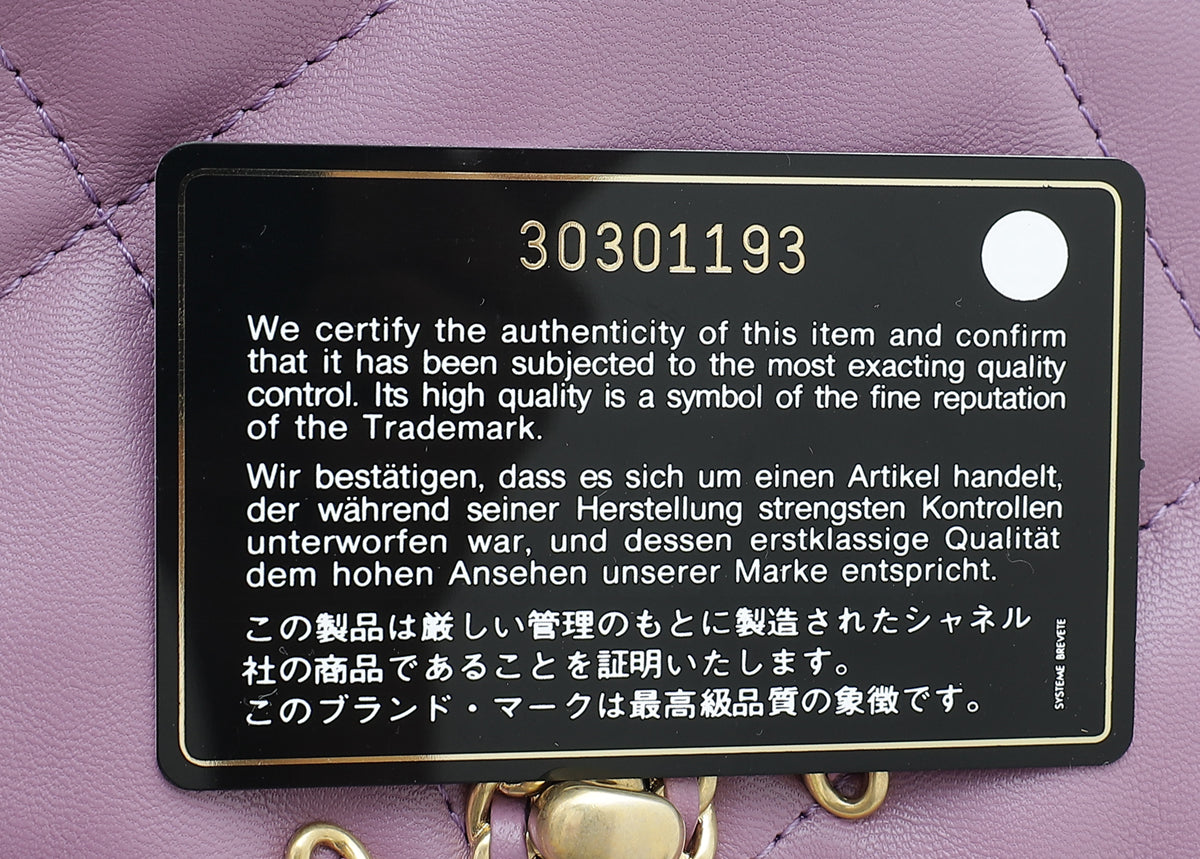 30301193
We certify the authenticity of this item and confirm
that it has been subjected to the most exacting quality
control. Its high quality is a symbol of the fine reputation
of the Trademark.
Wir bestätigen, dass es sich um einen Artikel handelt,
der während seiner Herstellung strengsten Kontrollen
unterworfen war, und dessen erstklassige Qualität
dem hohen Ansehen unserer Marke entspricht.
この製品は厳しい管理のもとに製造されたシャネル
社の商品であることを証明いたします。
このブランド・マークは最高級品質の象徴です。
SYSTEME BREVETE